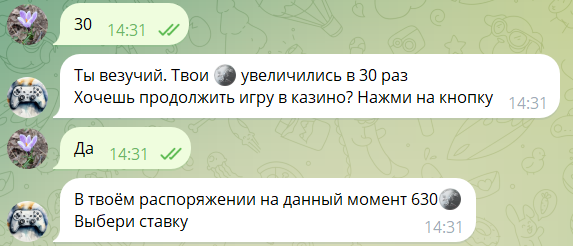 30 14:31
Ты везучий. Твои 🌑 увеличились в 30 раз
Хочешь продолжить игру в казино? Нажми на кнопку 14:31
Да 14:31
В твоём распоряжении на данный момент 630🌑
Выбери ставку 14:31